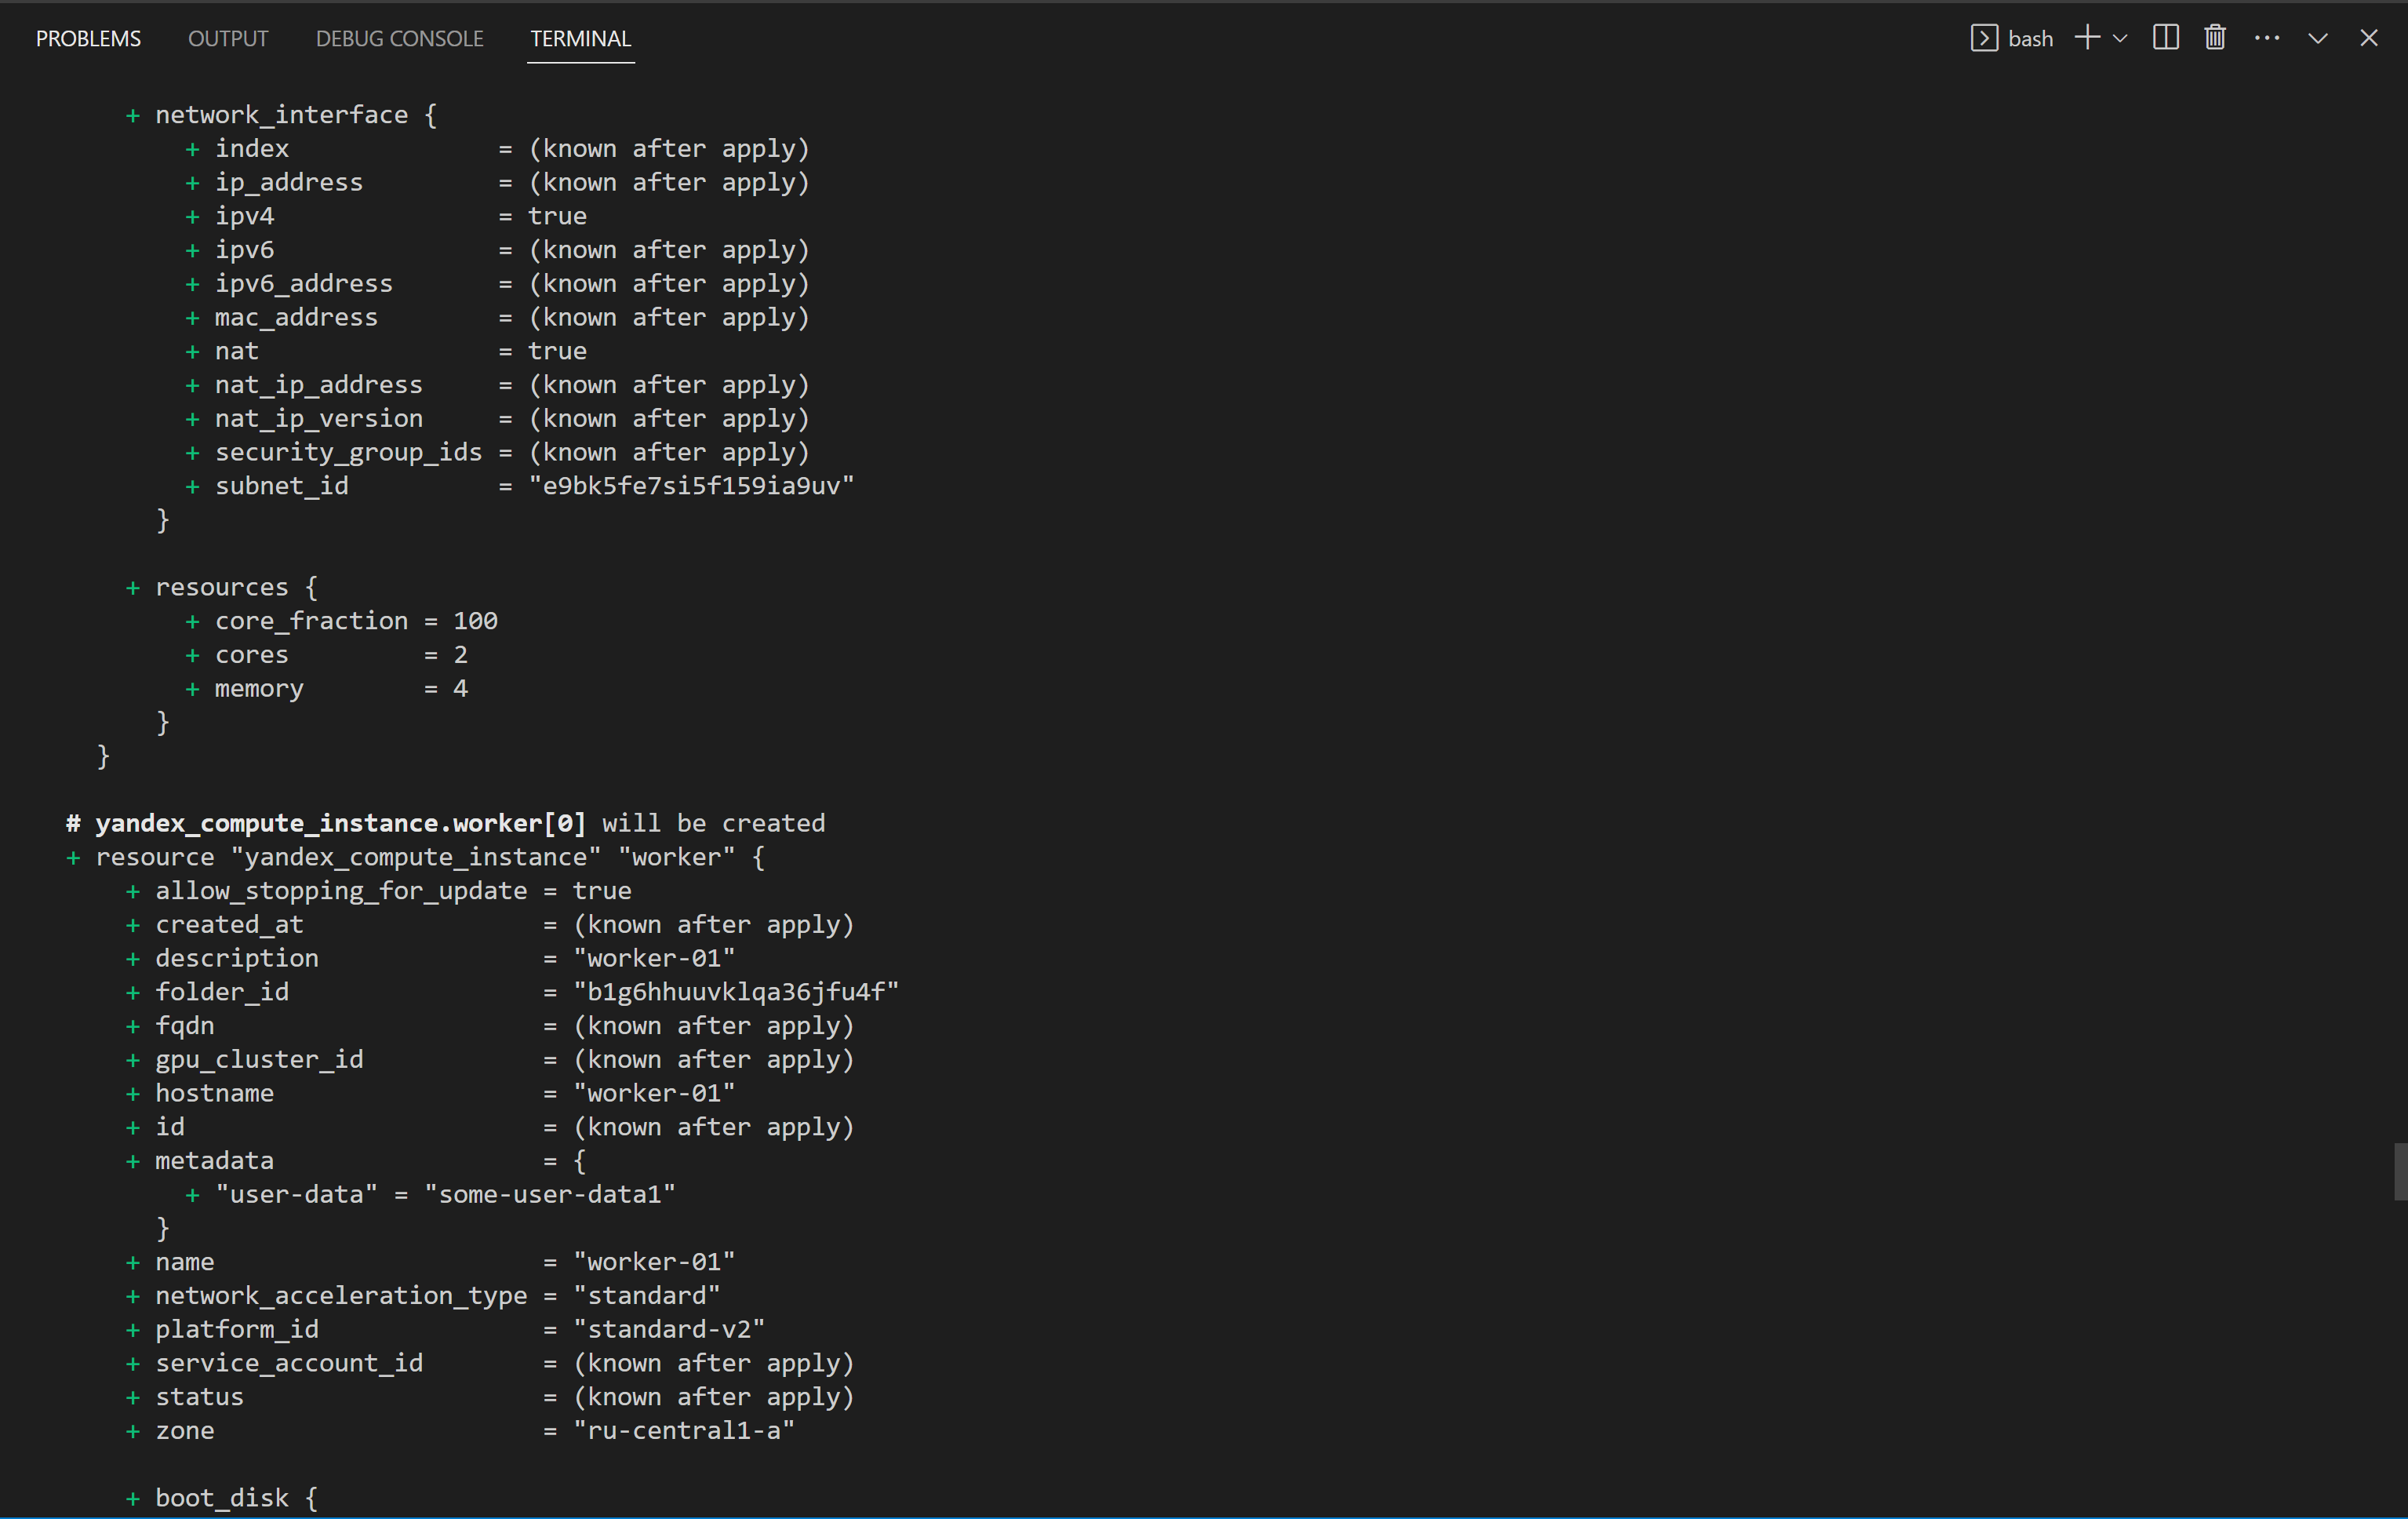 PROBLEMS OUTPUT DEBUG CONSOLE TERMINAL bash
+ network_interface {
+ index = (known after apply)
+ ip_address = (known after apply)
+ ipv4 = true
+ ipv6 = (known after apply)
+ ipv6_address = (known after apply)
+ mac_address = (known after apply)
+ nat = true
+ nat_ip_address = (known after apply)
+ nat_ip_version = (known after apply)
+ security_group_ids = (known after apply)
+ subnet_id = "e9bk5fe7si5f159ia9uv"
}
+ resources {
+ core_fraction = 100
+ cores = 2
+ memory = 4
}
}
# yandex_compute_instance.worker[0] will be created
+ resource "yandex_compute_instance" "worker" {
+ allow_stopping_for_update = true
+ created_at = (known after apply)
+ description = "worker-01"
+ folder_id = "b1g6hhuuvklqa36jfu4f"
+ fqdn = (known after apply)
+ gpu_cluster_id = (known after apply)
+ hostname = "worker-01"
+ id = (known after apply)
+ metadata = {
+ "user-data" = "some-user-data1"
}
+ name = "worker-01"
+ network_acceleration_type = "standard"
+ platform_id = "standard-v2"
+ service_account_id = (known after apply)
+ status = (known after apply)
+ zone = "ru-central1-a"
+ boot_disk {